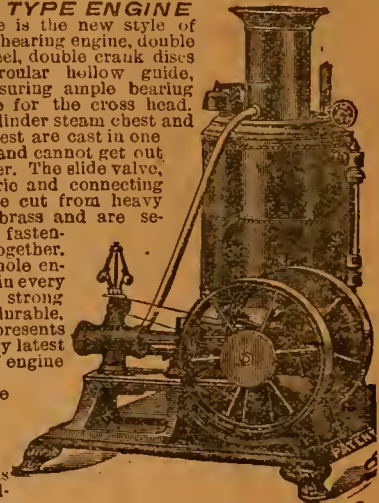 TYPE ENGINE
e is the new style of
hearing engine, double
eel, double crank discs
rcular hollow guide,
suring ample bearing
e for the cross head.
linder steam chest and
est are cast in one
and cannot get out
er. The slide valve,
ric and connecting
e cut from heavy
brass and are se-
fasten-
ogether.
hole en-
in every
strong
durable,
presents
y latest
f engine
e
s
d-
PATENT